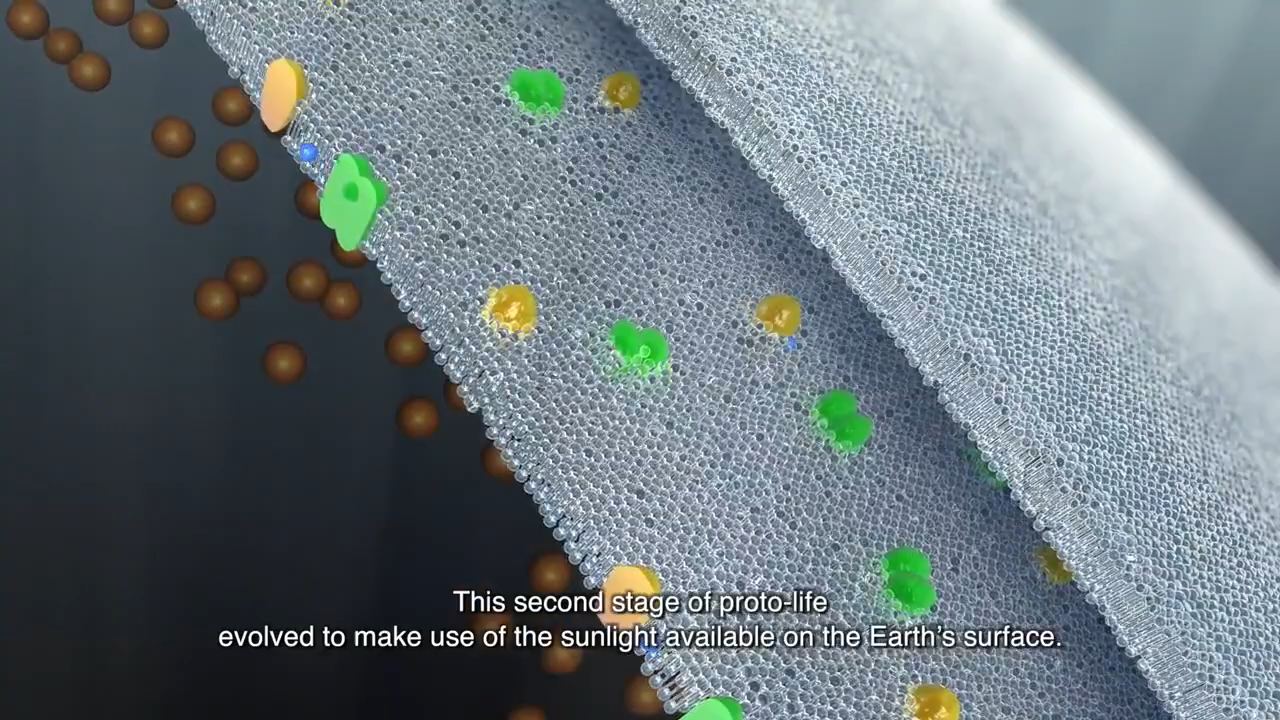 This second stage of proto-life
evolved to make use of the sunlight available on the Earth's surface.